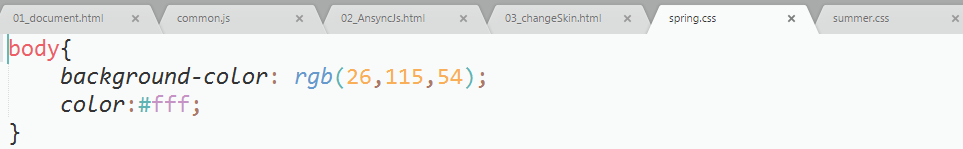 01_document.html common.js 02_AnsyncJs.html 03_changeSkin.html spring.css summer.css
body{
    background-color: rgb(26,115,54);
    color:#fff;
}